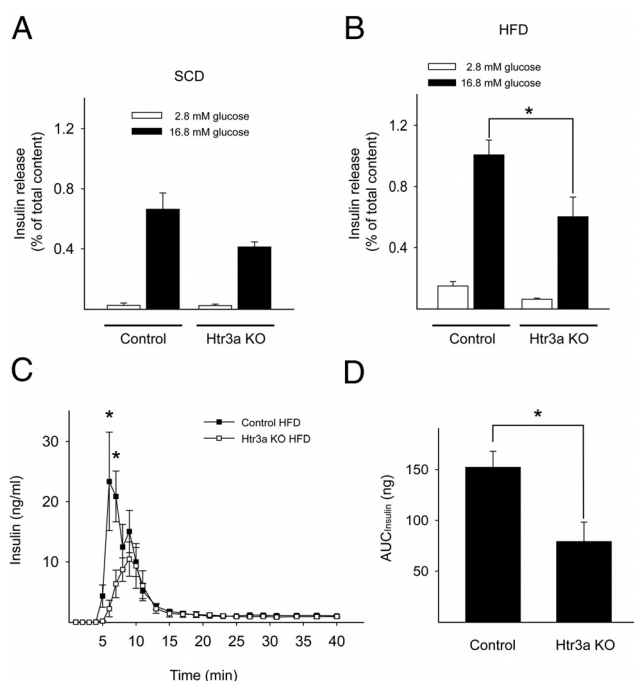 A
SCD
2.8 mM glucose
16.8 mM glucose
Insulin release
(% of total content)
1.2
0.8
0.4
Control
Htr3a KO
B
HFD
2.8 mM glucose
16.8 mM glucose
*
Insulin release
(% of total content)
1.2
0.8
0.4
Control
Htr3a KO
C
Control HFD
Htr3a KO HFD
*
*
Insulin (ng/ml)
30
20
10
5 10 15 20 25 30 35 40
Time (min)
D
*
AUCInsulin (ng)
150
100
50
Control
Htr3a KO